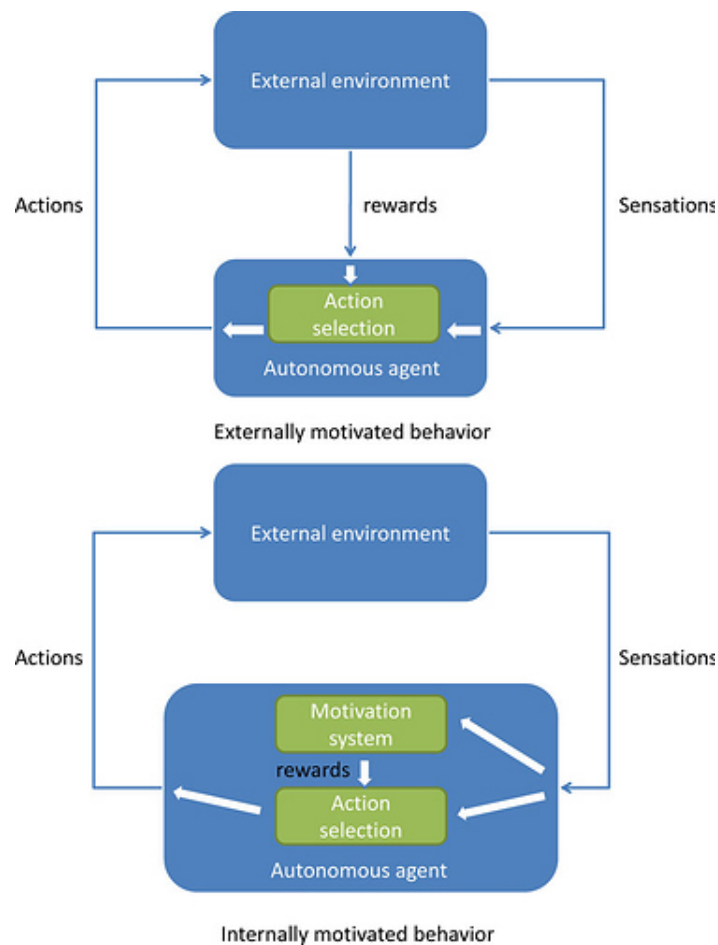 External environment
Actions
rewards
Sensations
Action
selection
Autonomous agent
Externally motivated behavior
External environment
Actions
Sensations
Motivation
system
rewards
Action
selection
Autonomous agent
Internally motivated behavior